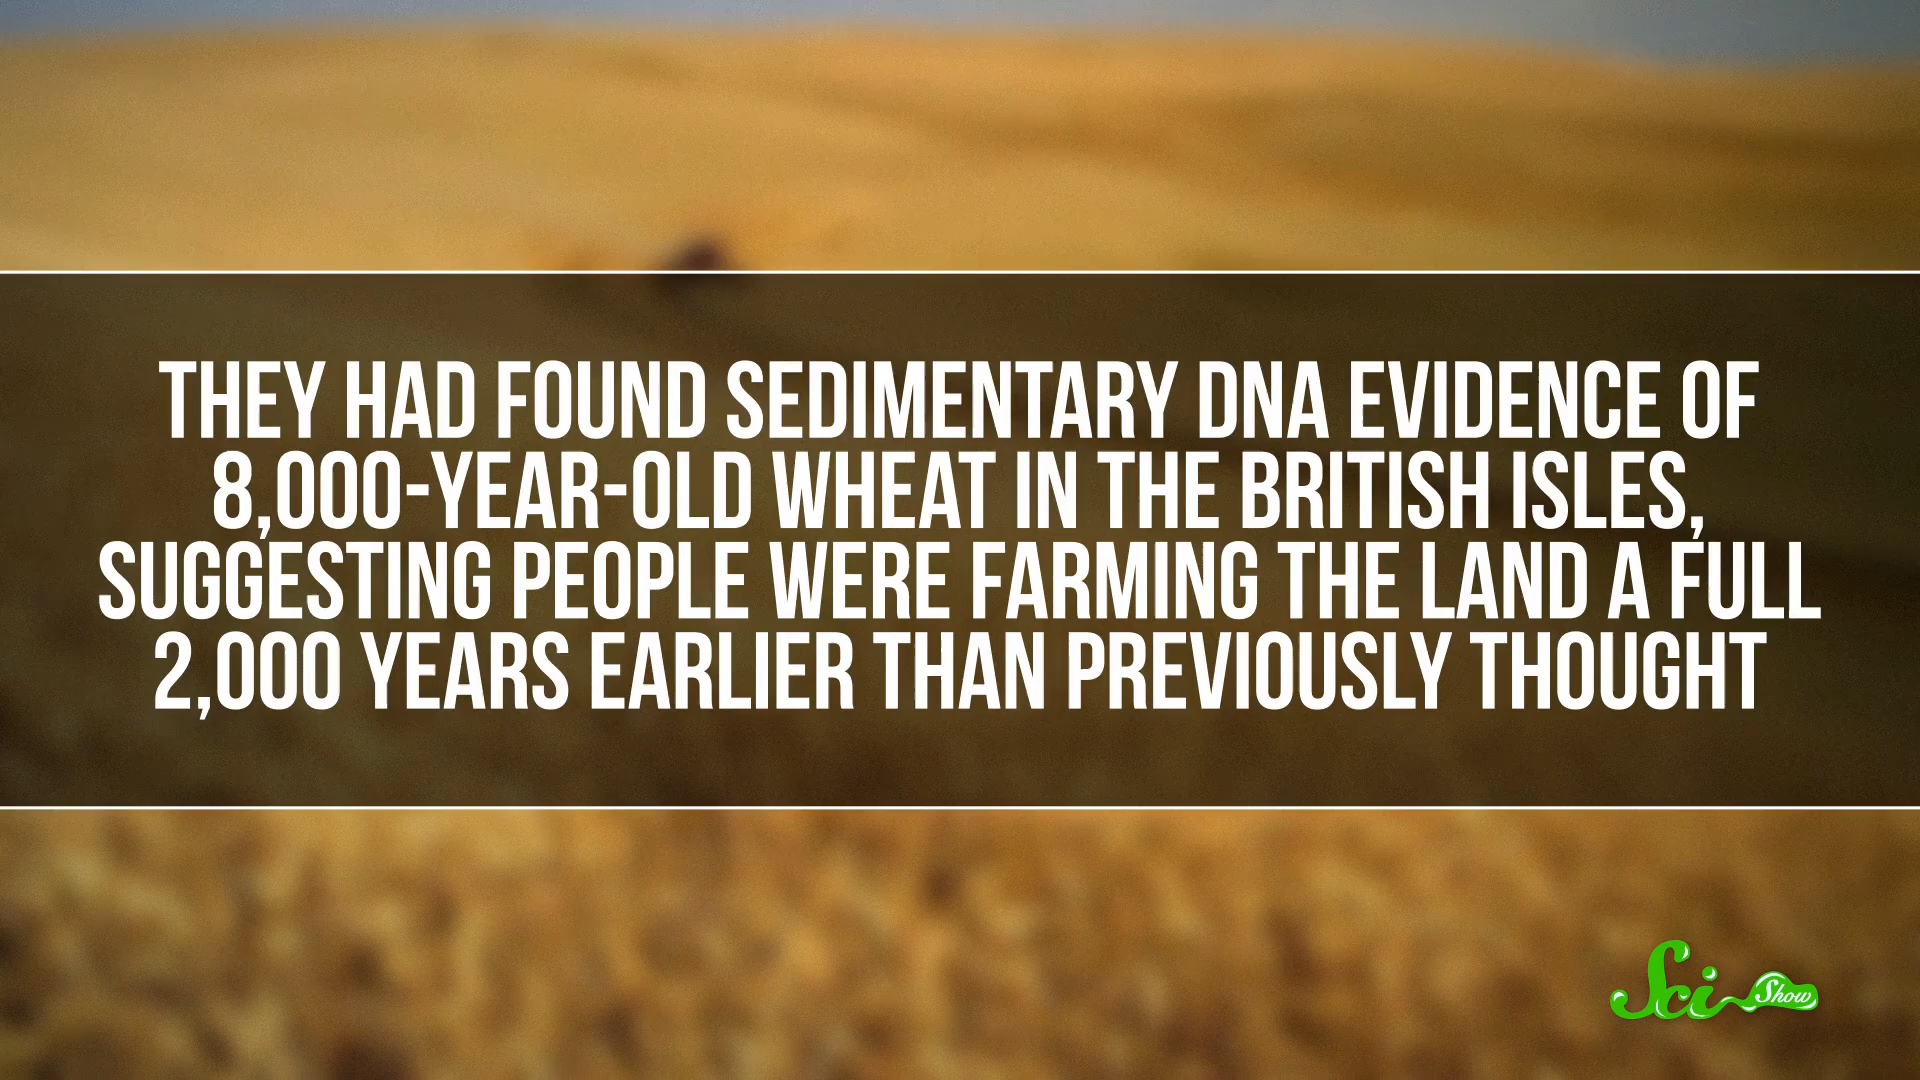 THEY HAD FOUND SEDIMENTARY DNA EVIDENCE OF
8,000-YEAR-OLD WHEAT IN THE BRITISH ISLES,
SUGGESTING PEOPLE WERE FARMING THE LAND A FULL
2,000 YEARS EARLIER THAN PREVIOUSLY THOUGHT
Sci Show